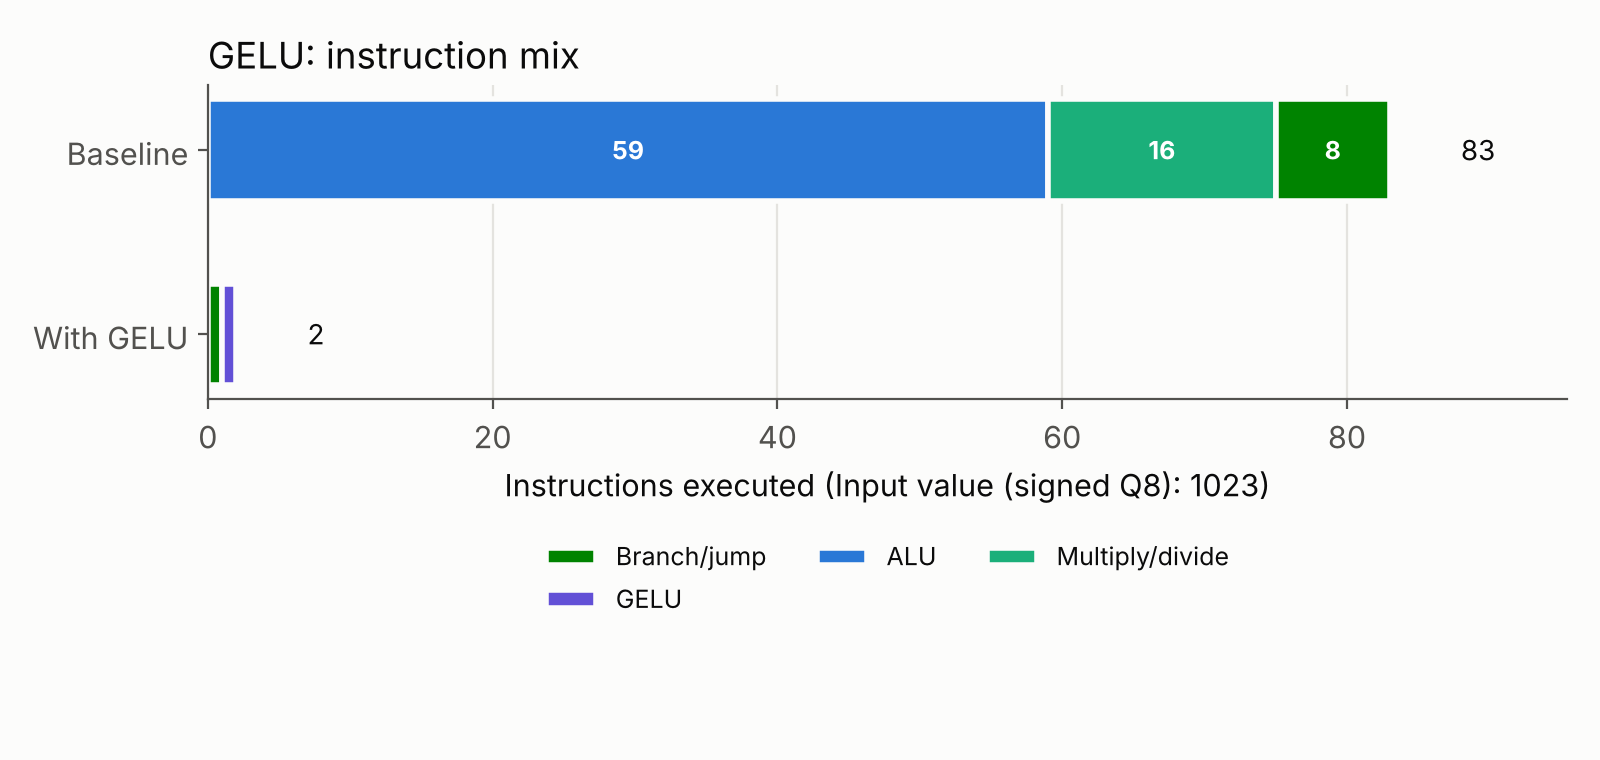 GELU: instruction mix
Baseline
59
16
8
83
With GELU
2
0 20 40 60 80
Instructions executed (Input value (signed Q8): 1023)
Branch/jump ALU Multiply/divide
GELU